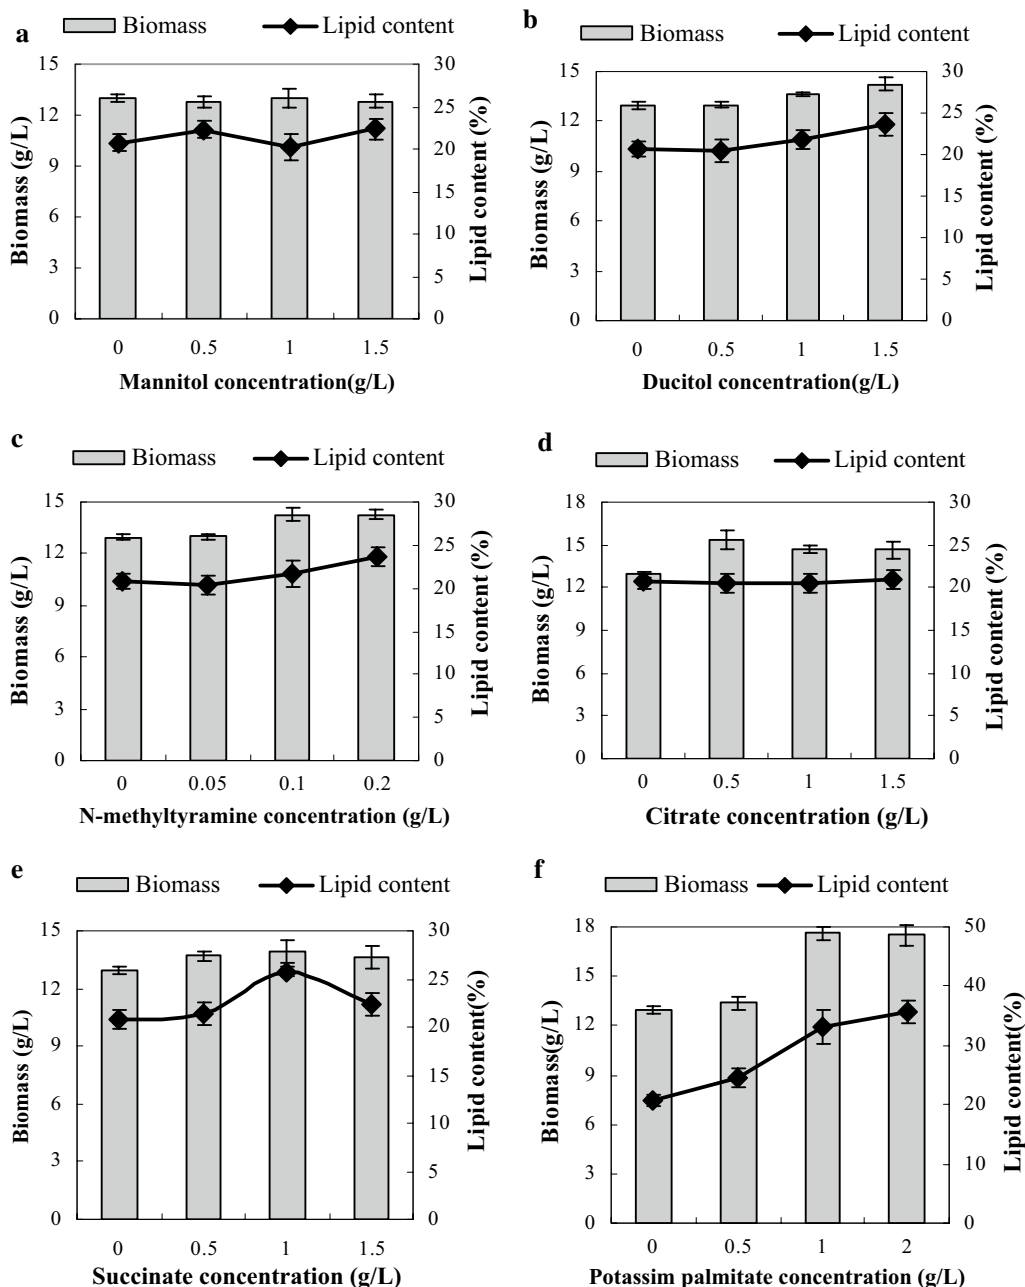 a
Biomass
Lipid content
15
12
9
6
3
0
30
25
20
15
10
5
0
Biomass (g/L)
Lipid content (%)
0 0.5 1 1.5
Mannitol concentration(g/L)
b
Biomass
Lipid content
15
12
9
6
3
0
30
25
20
15
10
5
0
Biomass (g/L)
Lipid content (%)
0 0.5 1 1.5
Ducitol concentration(g/L)
c
Biomass
Lipid content
15
12
9
6
3
0
30
25
20
15
10
5
0
Biomass (g/L)
Lipid content (%)
0 0.05 0.1 0.2
N-methyltyramine concentration (g/L)
d
Biomass
Lipid content
18
15
12
9
6
3
0
30
25
20
15
10
5
0
Biomass (g/L)
Lipid content (%)
0 0.5 1 1.5
Citrate concentration (g/L)
e
Biomass
Lipid content
15
12
9
6
3
0
30
25
20
15
10
5
0
Biomass (g/L)
Lipid content(%)
0 0.5 1 1.5
Succinate concentration (g/L)
f
Biomass
Lipid content
18
15
12
9
6
3
0
50
40
30
20
10
0
Biomass(g/L)
Lipid content(%)
0 0.5 1 2
Potassim palmitate concentration (g/L)